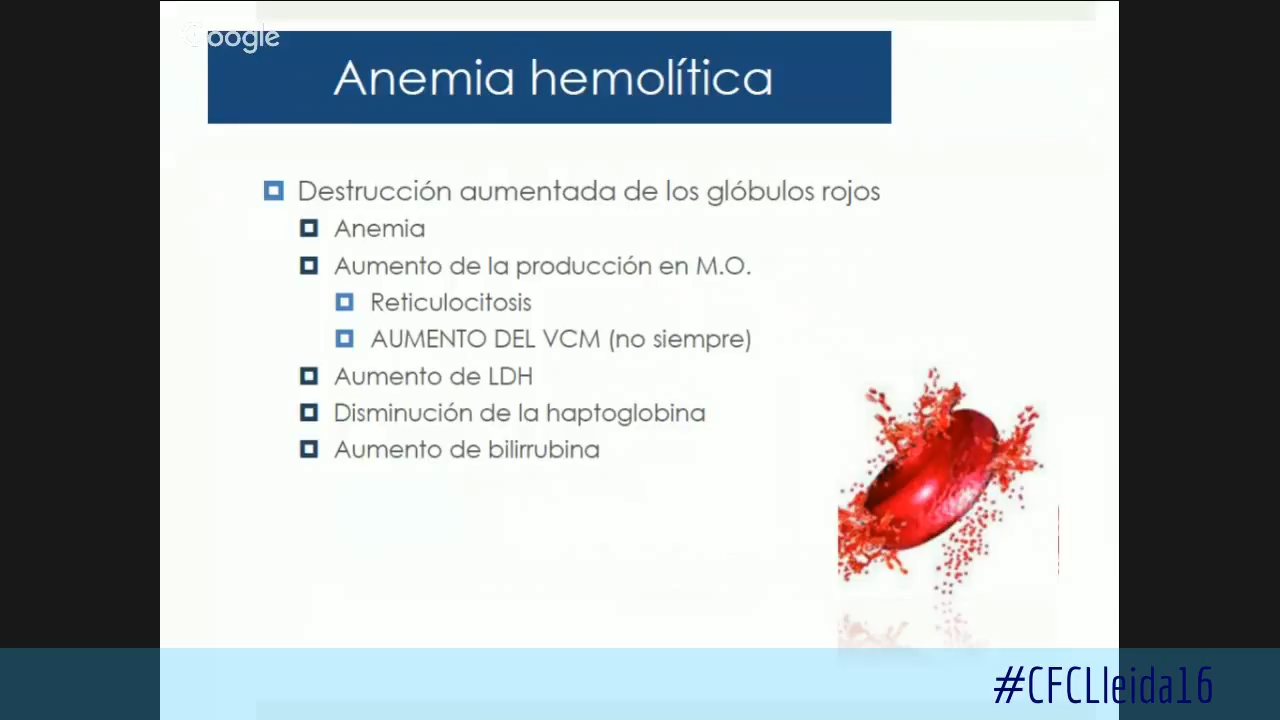 Google
Anemia hemolítica
Destrucción aumentada de los glóbulos rojos
Anemia
Aumento de la producción en M.O.
Reticulocitosis
AUMENTO DEL VCM (no siempre)
Aumento de LDH
Disminución de la haptoglobina
Aumento de bilirrubina
#CFCLleida16